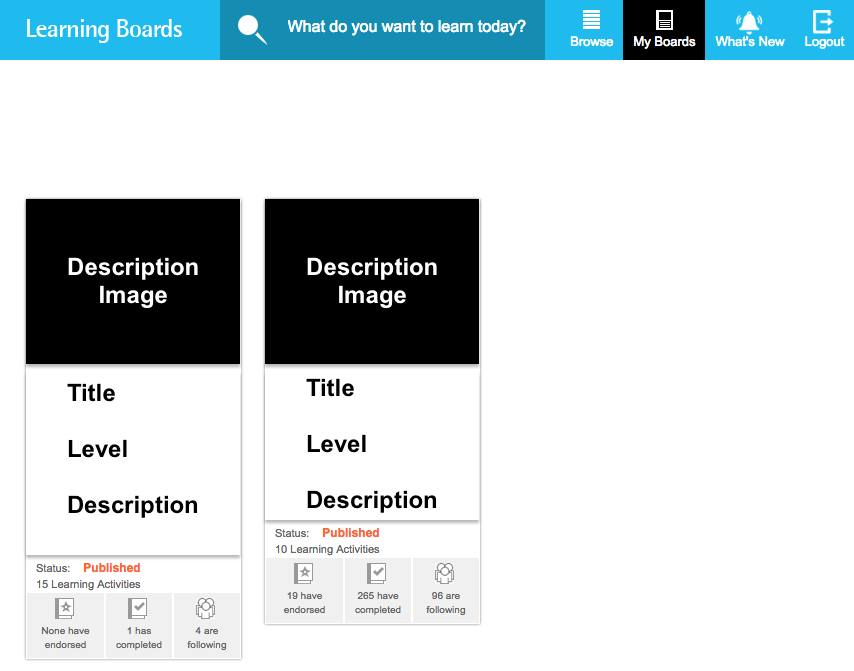 Learning Boards
What do you want to learn today?
Browse
My Boards
What's New
Logout
Description
Image
Title
Level
Description
Status: Published
15 Learning Activities
None have
endorsed
1 has
completed
4 are
following
Description
Image
Title
Level
Description
Status: Published
10 Learning Activities
19 have
endorsed
265 have
completed
96 are
following